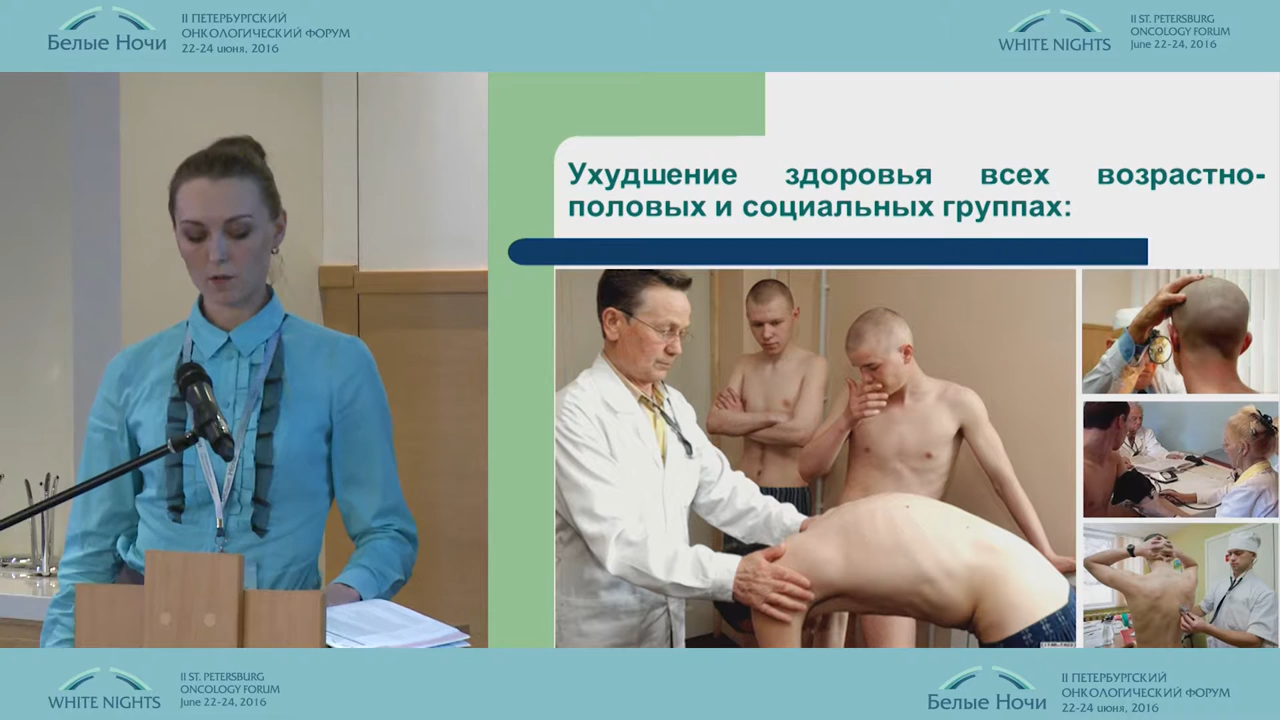 Белые Ночи
II ПЕТЕРБУРГСКИЙ
ОНКОЛОГИЧЕСКИЙ ФОРУМ
22-24 июня, 2016
WHITE NIGHTS
II ST. PETERSBURG
ONCOLOGY FORUM
June 22-24, 2016
Ухудшение здоровья всех возрастно-
половых и социальных группах:
WHITE NIGHTS
II ST. PETERSBURG
ONCOLOGY FORUM
June 22-24, 2016
Белые Ночи
II ПЕТЕРБУРГСКИЙ
ОНКОЛОГИЧЕСКИЙ ФОРУМ
22-24 июня, 2016